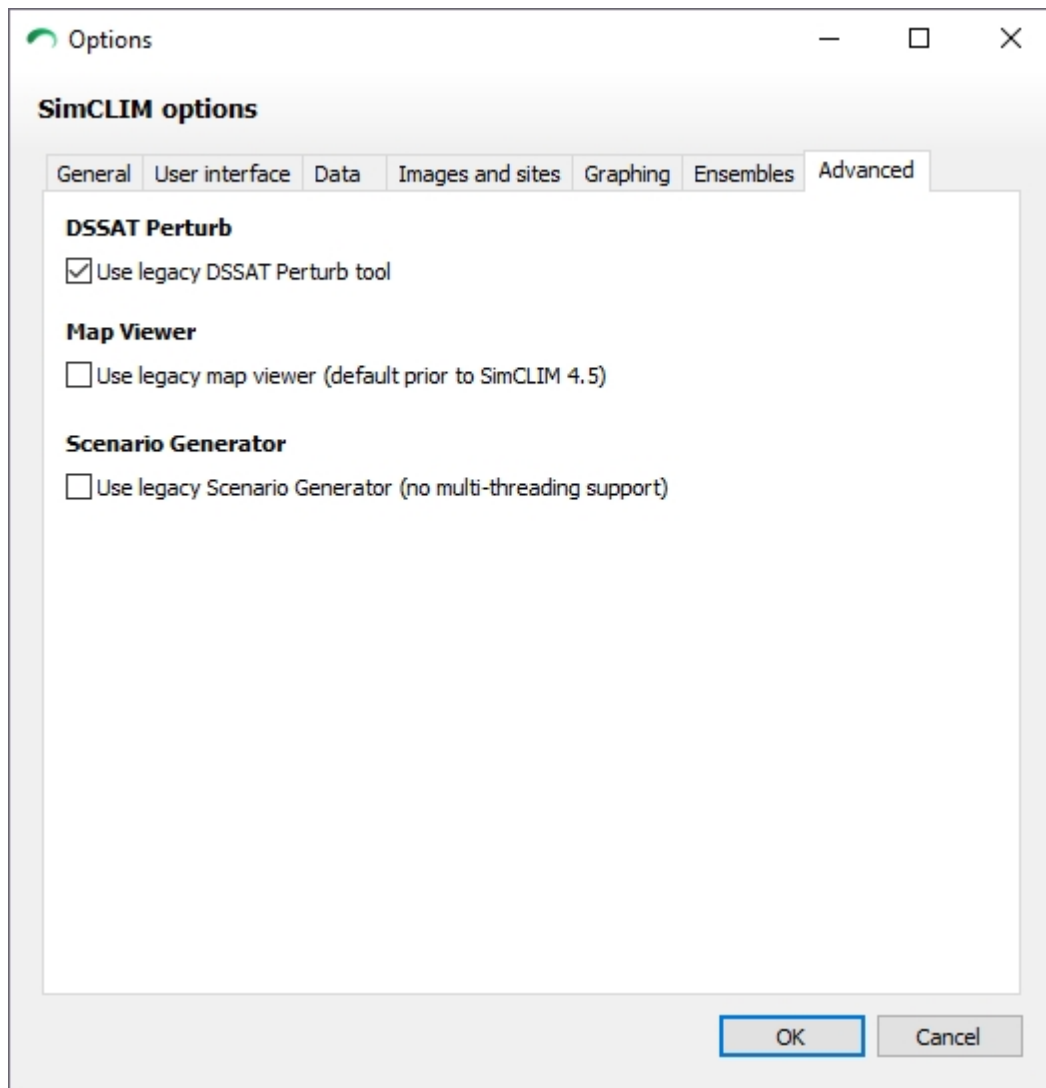 Options
SimCLIM options
General User interface Data Images and sites Graphing Ensembles Advanced
DSSAT Perturb
Use legacy DSSAT Perturb tool
Map Viewer
Use legacy map viewer (default prior to SimCLIM 4.5)
Scenario Generator
Use legacy Scenario Generator (no multi-threading support)
OK Cancel